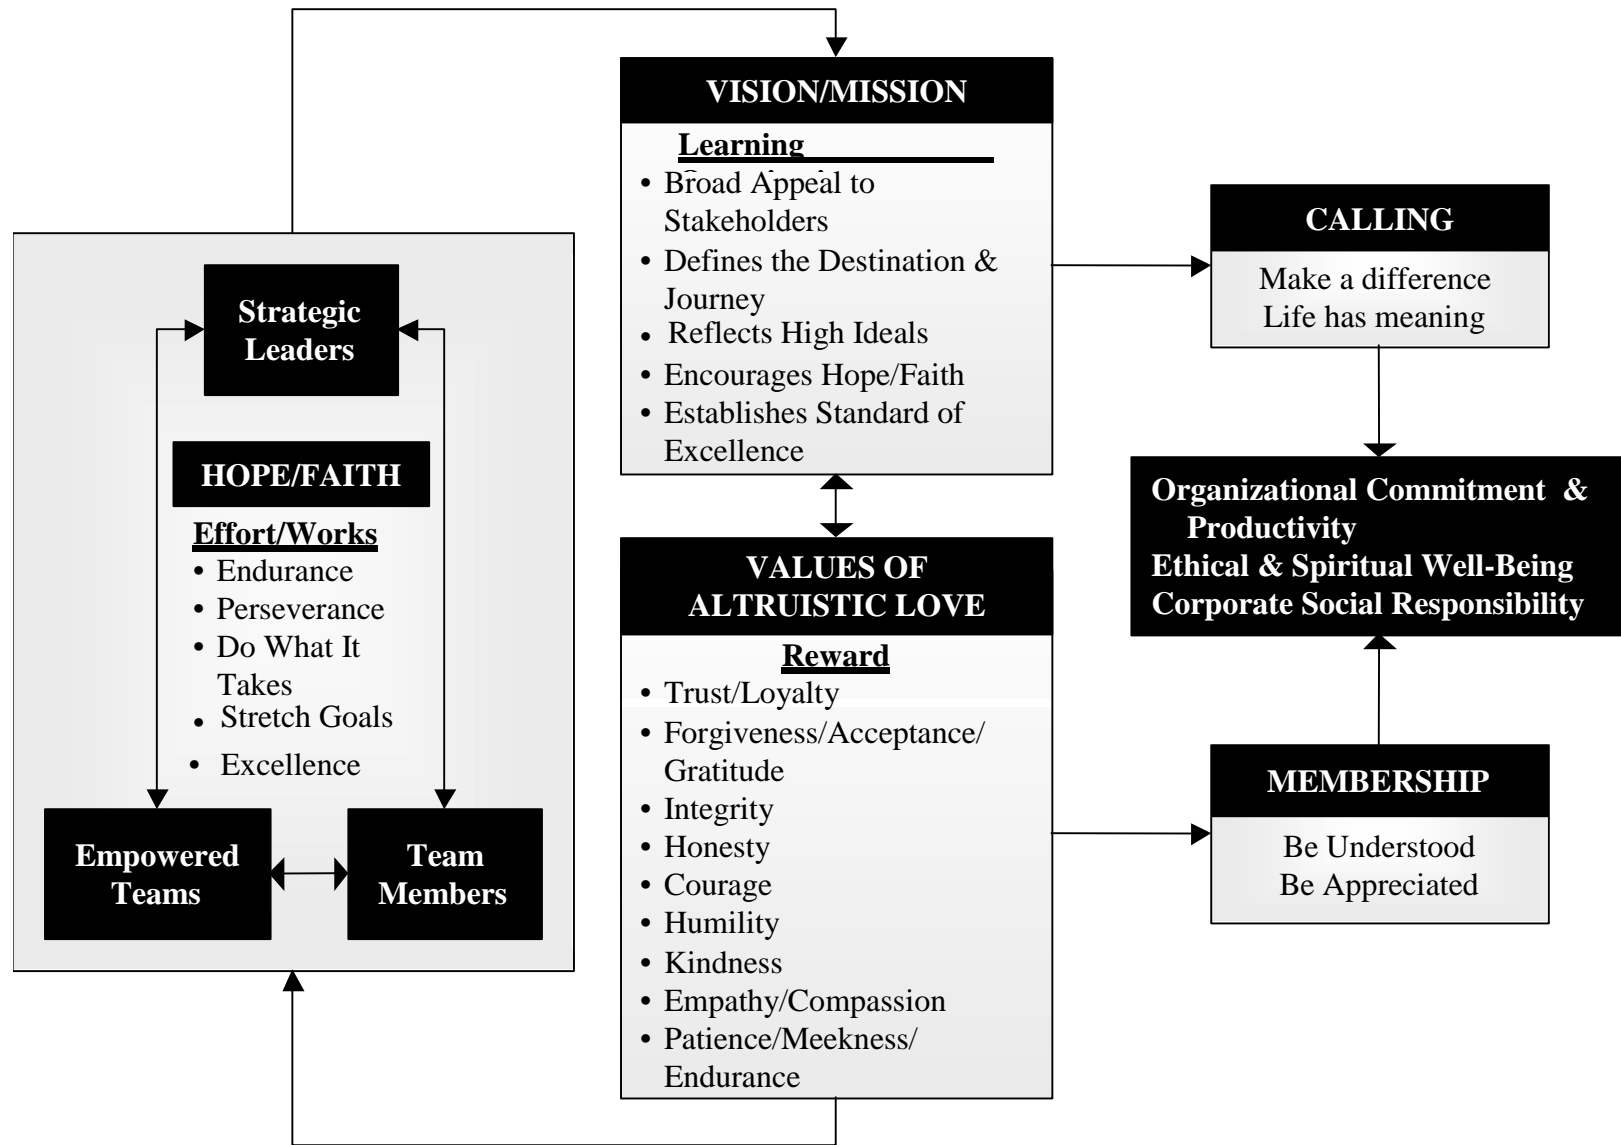 VISION/MISSION
Learning
• Broad Appeal to
Stakeholders
• Defines the Destination &
Journey
• Reflects High Ideals
• Encourages Hope/Faith
• Establishes Standard of
Excellence
CALLING
Make a difference
Life has meaning
Strategic
Leaders
HOPE/FAITH
Effort/Works
• Endurance
• Perseverance
• Do What It
Takes
• Stretch Goals
• Excellence
Empowered
Teams
Team
Members
VALUES OF
ALTRUISTIC LOVE
Reward
• Trust/Loyalty
• Forgiveness/Acceptance/
Gratitude
• Integrity
• Honesty
• Courage
• Humility
• Kindness
• Empathy/Compassion
• Patience/Meekness/
Endurance
Organizational Commitment &
Productivity
Ethical & Spiritual Well-Being
Corporate Social Responsibility
MEMBERSHIP
Be Understood
Be Appreciated